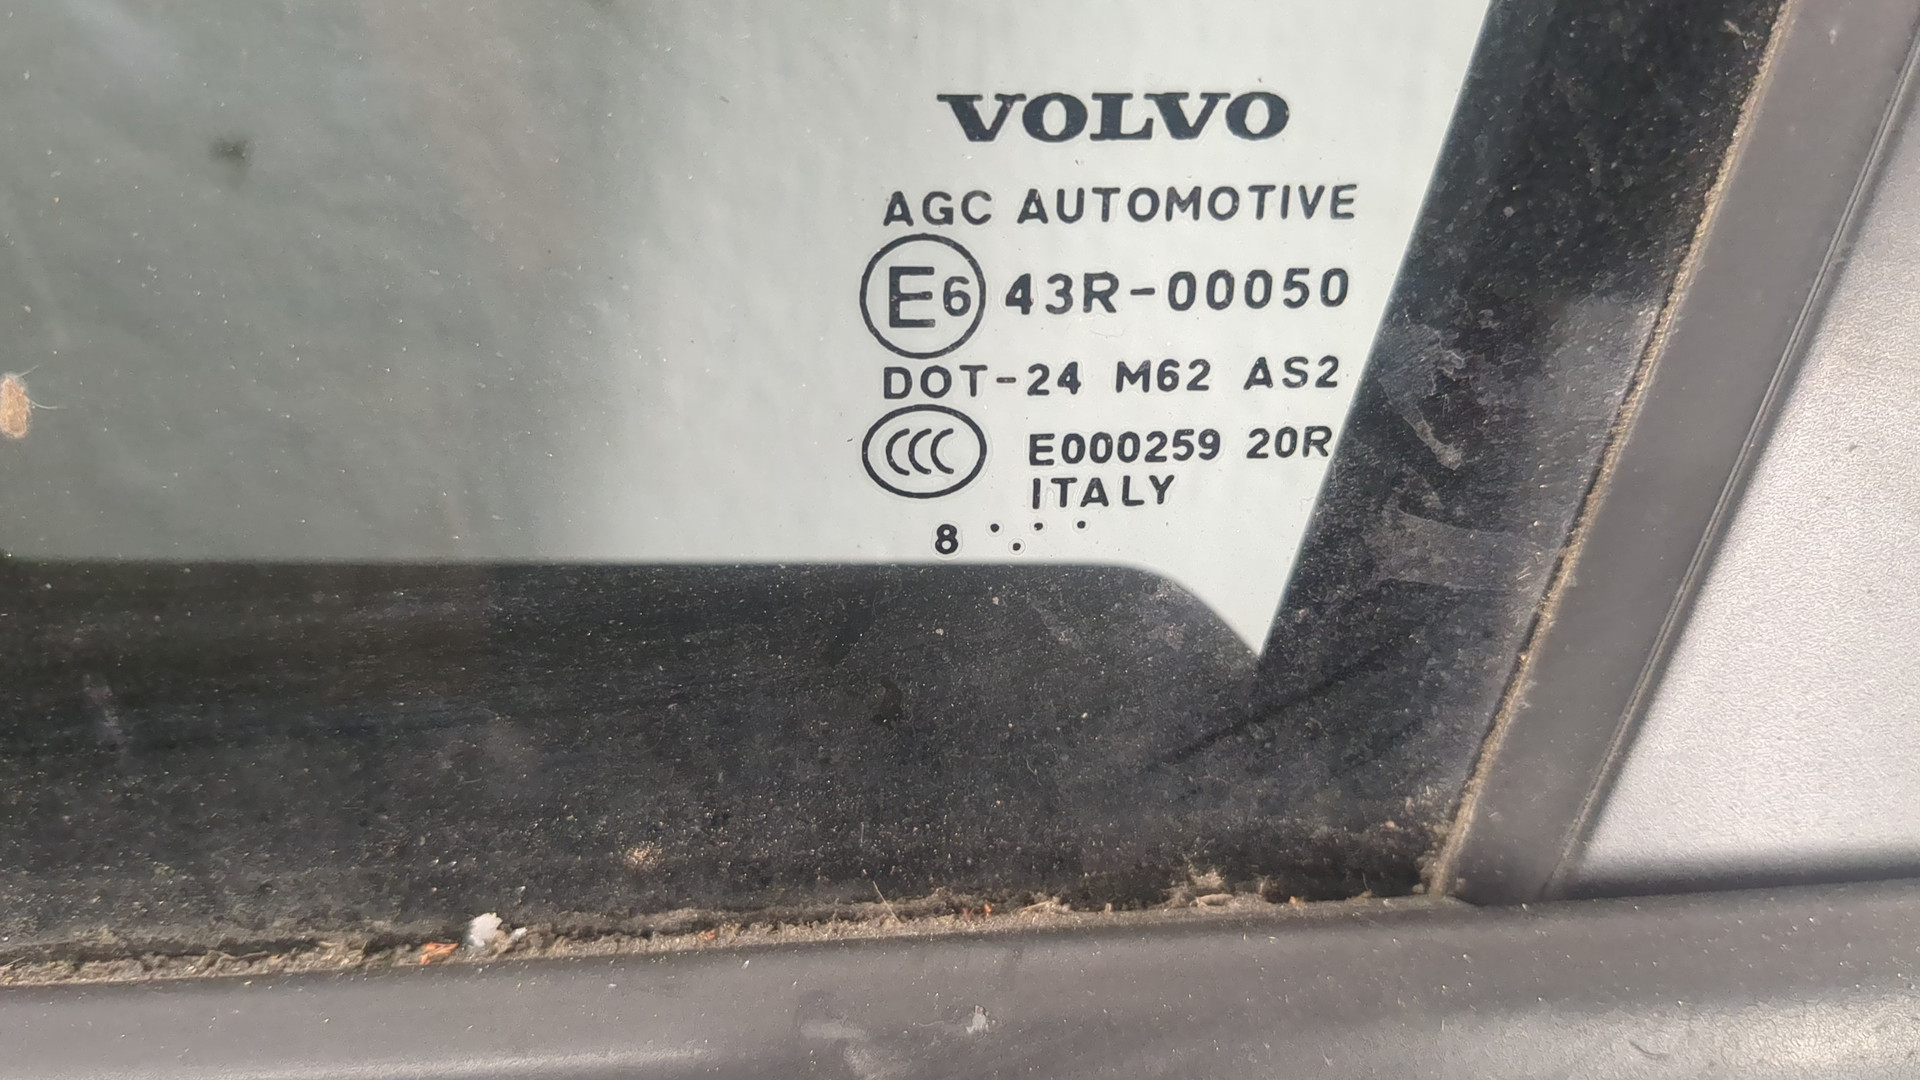 VOLVO
AGC AUTOMOTIVE
E6 43R-00050
DOT-24 M62 AS2
CCC E000259 20R
ITALY
8